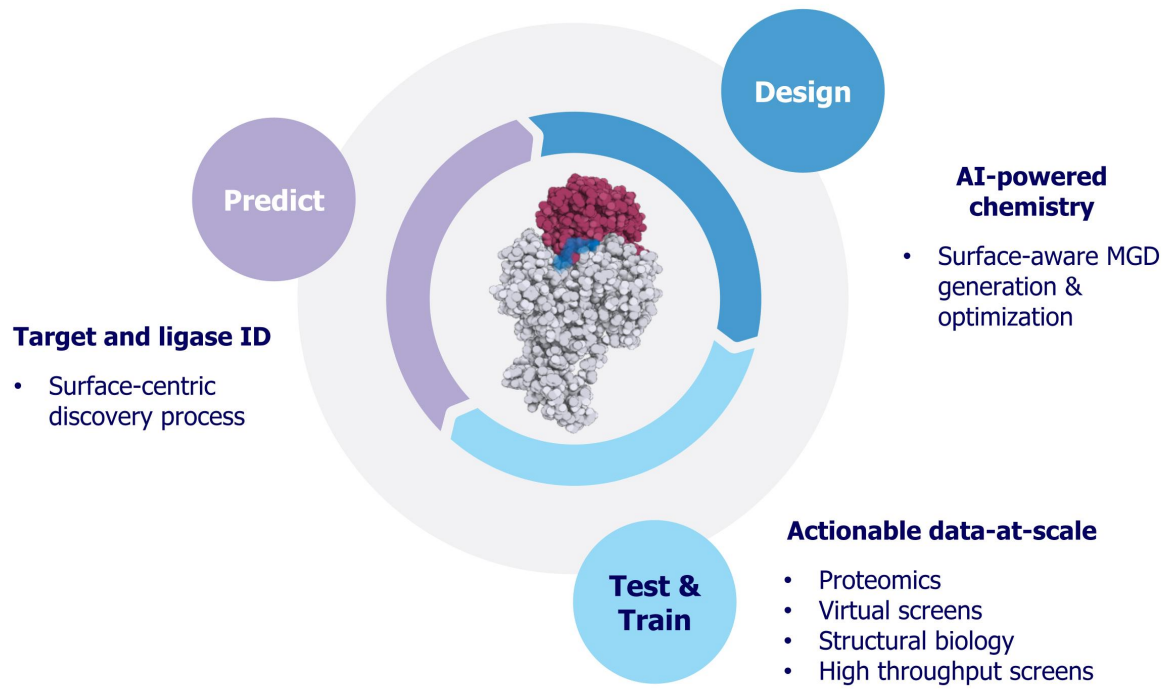 Design
Predict
AI-powered
chemistry
• Surface-aware MGD
generation &
optimization
Target and ligase ID
• Surface-centric
discovery process
Test &
Train
Actionable data-at-scale
• Proteomics
• Virtual screens
• Structural biology
• High throughput screens